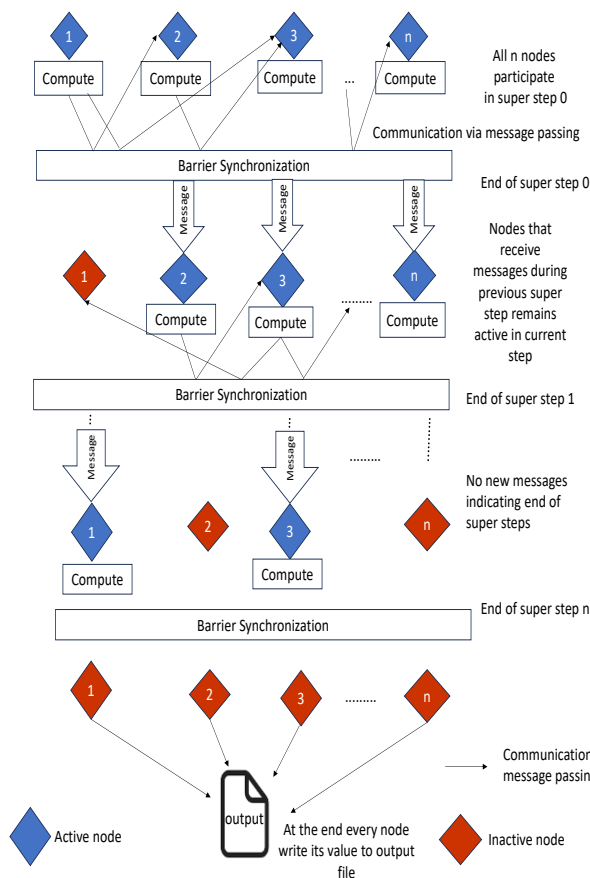 1
2
3
n
Compute
Compute
Compute
...
Compute
All n nodes
participate
in super step 0
Communication via message passing
Barrier Synchronization
End of super step 0
Message
Message
Message
1
2
3
n
Compute
Compute
.........
Compute
Nodes that
receive
messages during
previous super
step remains
active in current
step
Barrier Synchronization
End of super step 1
Message
Message
.........
1
2
3
n
Compute
Compute
No new messages
indicating end of
super steps
End of super step n
Barrier Synchronization
1
2
3
.........
n
Communication
message passin
output
At the end every node
write its value to output
file
Active node
Inactive node